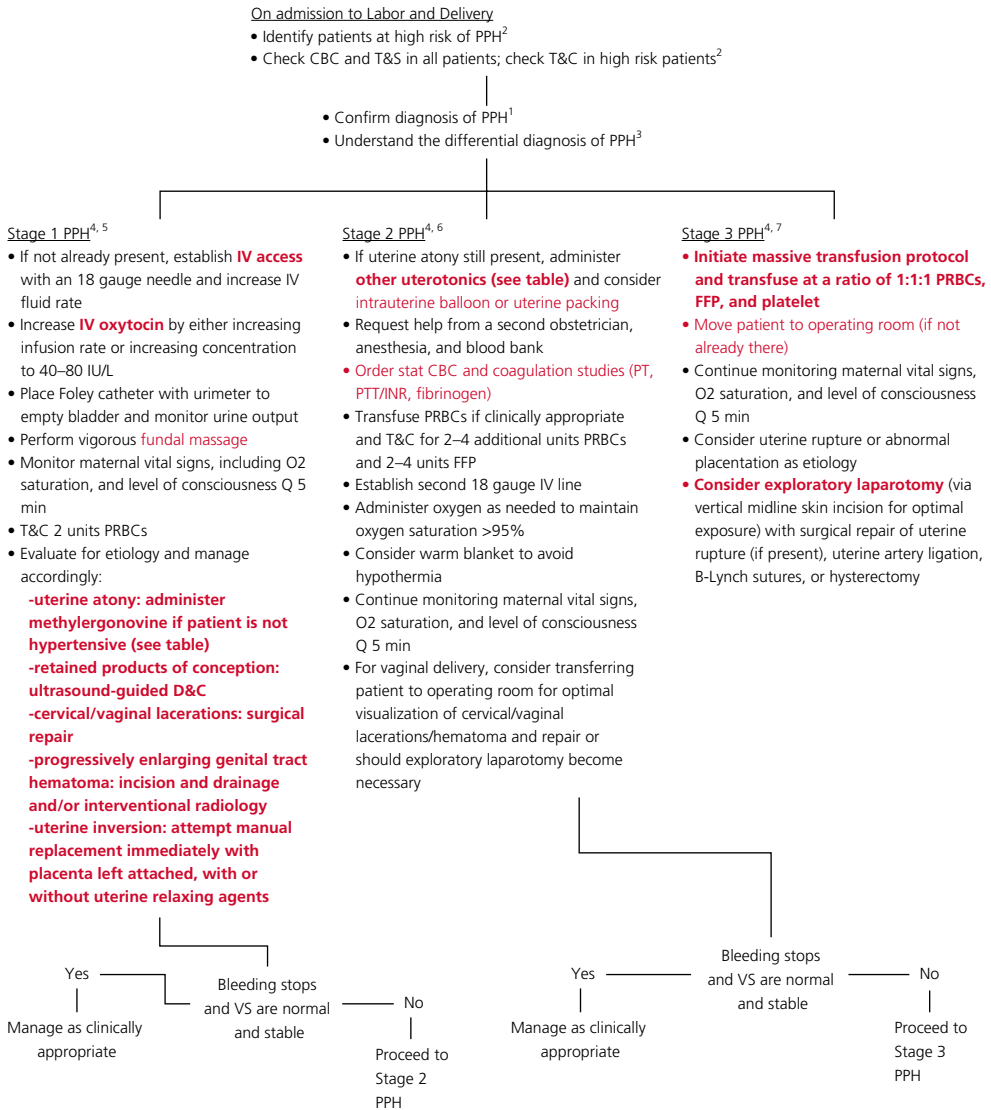 On admission to Labor and Delivery
• Identify patients at high risk of PPH2
• Check CBC and T&S in all patients; check T&C in high risk patients2
• Confirm diagnosis of PPH1
• Understand the differential diagnosis of PPH3
Stage 1 PPH4, 5
• If not already present, establish IV access
with an 18 gauge needle and increase IV
fluid rate
• Increase IV oxytocin by either increasing
infusion rate or increasing concentration
to 40–80 IU/L
• Place Foley catheter with urimeter to
empty bladder and monitor urine output
• Perform vigorous fundal massage
• Monitor maternal vital signs, including O2
saturation, and level of consciousness Q 5
min
• T&C 2 units PRBCs
• Evaluate for etiology and manage
accordingly:
-uterine atony: administer
methylergonovine if patient is not
hypertensive (see table)
-retained products of conception:
ultrasound-guided D&C
-cervical/vaginal lacerations: surgical
repair
-progressively enlarging genital tract
hematoma: incision and drainage
and/or interventional radiology
-uterine inversion: attempt manual
replacement immediately with
placenta left attached, with or
without uterine relaxing agents
Yes
Bleeding stops
and VS are normal
and stable
No
Manage as clinically
appropriate
Proceed to
Stage 2
PPH
Stage 2 PPH4, 6
• If uterine atony still present, administer
other uterotonics (see table) and consider
intrauterine balloon or uterine packing
• Request help from a second obstetrician,
anesthesia, and blood bank
• Order stat CBC and coagulation studies (PT,
PTT/INR, fibrinogen)
• Transfuse PRBCs if clinically appropriate
and T&C for 2–4 additional units PRBCs
and 2–4 units FFP
• Establish second 18 gauge IV line
• Administer oxygen as needed to maintain
oxygen saturation >95%
• Consider warm blanket to avoid
hypothermia
• Continue monitoring maternal vital signs,
O2 saturation, and level of consciousness
Q 5 min
• For vaginal delivery, consider transferring
patient to operating room for optimal
visualization of cervical/vaginal
lacerations/hematoma and repair or
should exploratory laparotomy become
necessary
Yes
Bleeding stops
and VS are normal
and stable
No
Manage as clinically
appropriate
Proceed to
Stage 3
PPH
Stage 3 PPH4, 7
• Initiate massive transfusion protocol
and transfuse at a ratio of 1:1:1 PRBCs,
FFP, and platelet
• Move patient to operating room (if not
already there)
• Continue monitoring maternal vital signs,
O2 saturation, and level of consciousness
Q 5 min
• Consider uterine rupture or abnormal
placentation as etiology
• Consider exploratory laparotomy (via
vertical midline skin incision for optimal
exposure) with surgical repair of uterine
rupture (if present), uterine artery ligation,
B-Lynch sutures, or hysterectomy